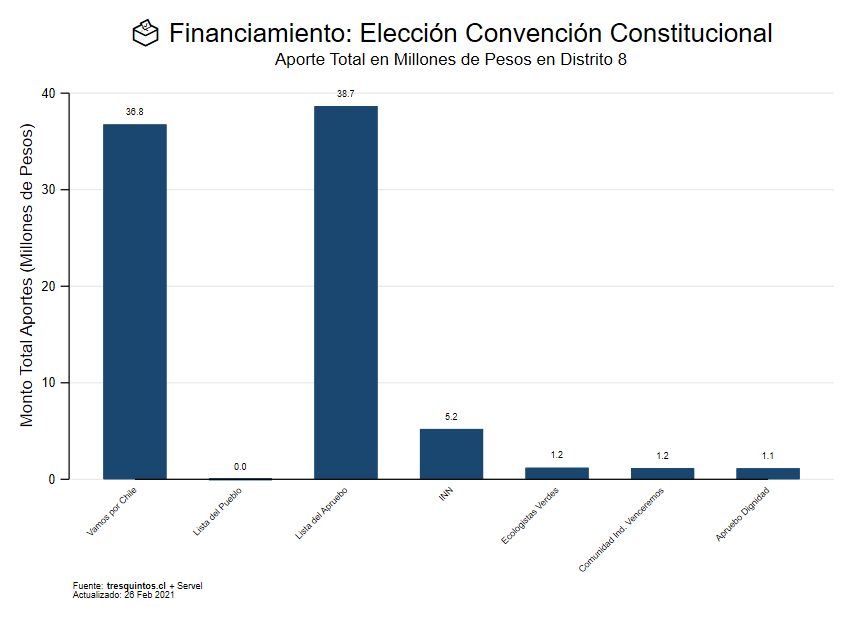 Financiamiento: Elección Convención Constitucional
Aporte Total en Millones de Pesos en Distrito 8
Monto Total Aportes (Millones de Pesos)
40
30
20
10
0
36.8
0.0
38.7
5.2
1.2
1.2
1.1
Vamos por Chile
Lista del Pueblo
Lista del Apruebo
INN
Ecologistas Verdes
Comunidad Ind. Venceremos
Apruebo Dignidad
Fuente: tresquintos.cl + Servel
Actualizado: 26 Feb 2021